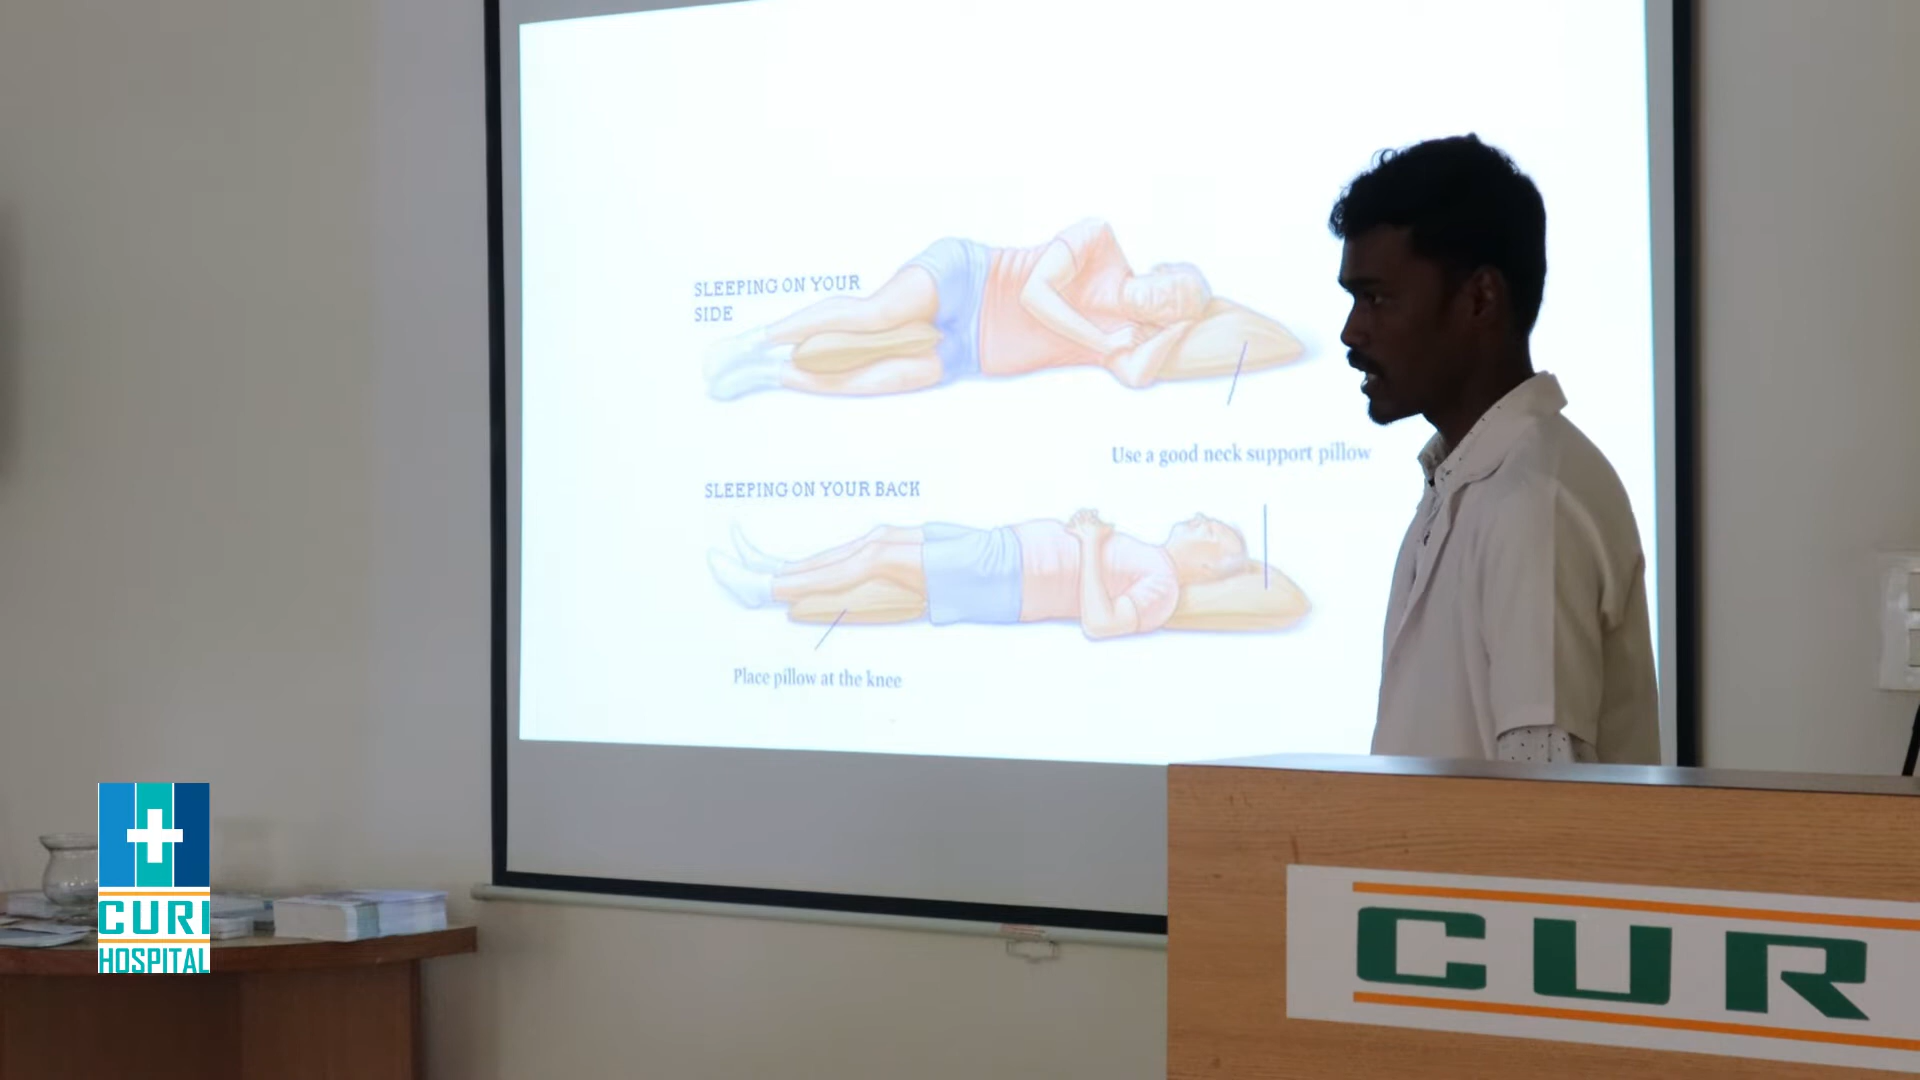 SLEEPING ON YOUR
SIDE
Use a good neck support pillow
SLEEPING ON YOUR BACK
Place pillow at the knee
CURI
HOSPITAL
CUR